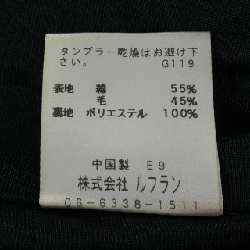 タンブラー乾燥はお避け下
さい。 G119
表地 綿 55%
毛 45%
裏地 ポリエステル 100%
中国製 E9
株式会社 ルフラン
06-6338-1511